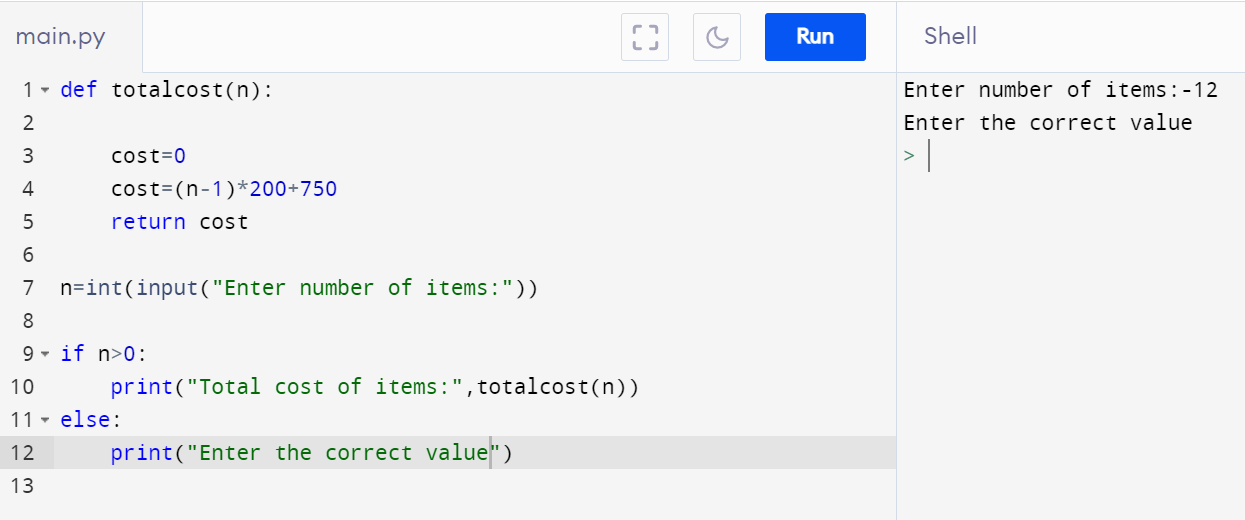 main.py
Run
Shell
1 def totalcost(n):
2
3     cost=0
4     cost=(n-1)*200+750
5     return cost
6
7 n=int(input("Enter number of items:"))
8
9 if n>0:
10     print("Total cost of items:",totalcost(n))
11 else:
12     print("Enter the correct value")
13
Enter number of items:-12
Enter the correct value
>